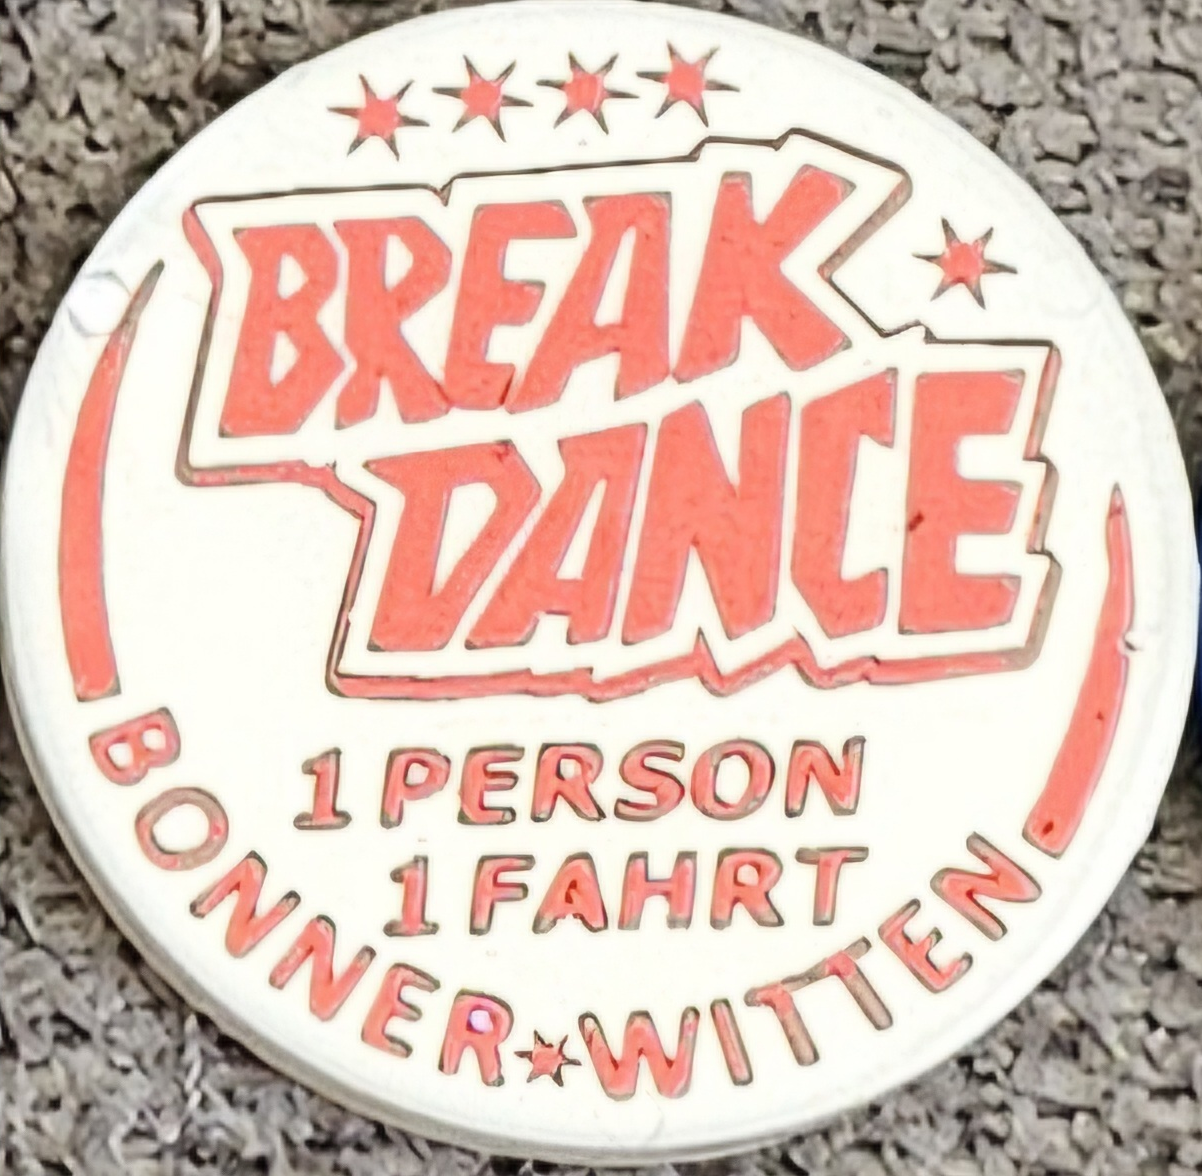 BREAK
DANCE
1 PERSON
1 FAHRT
BONNER★WITTEN